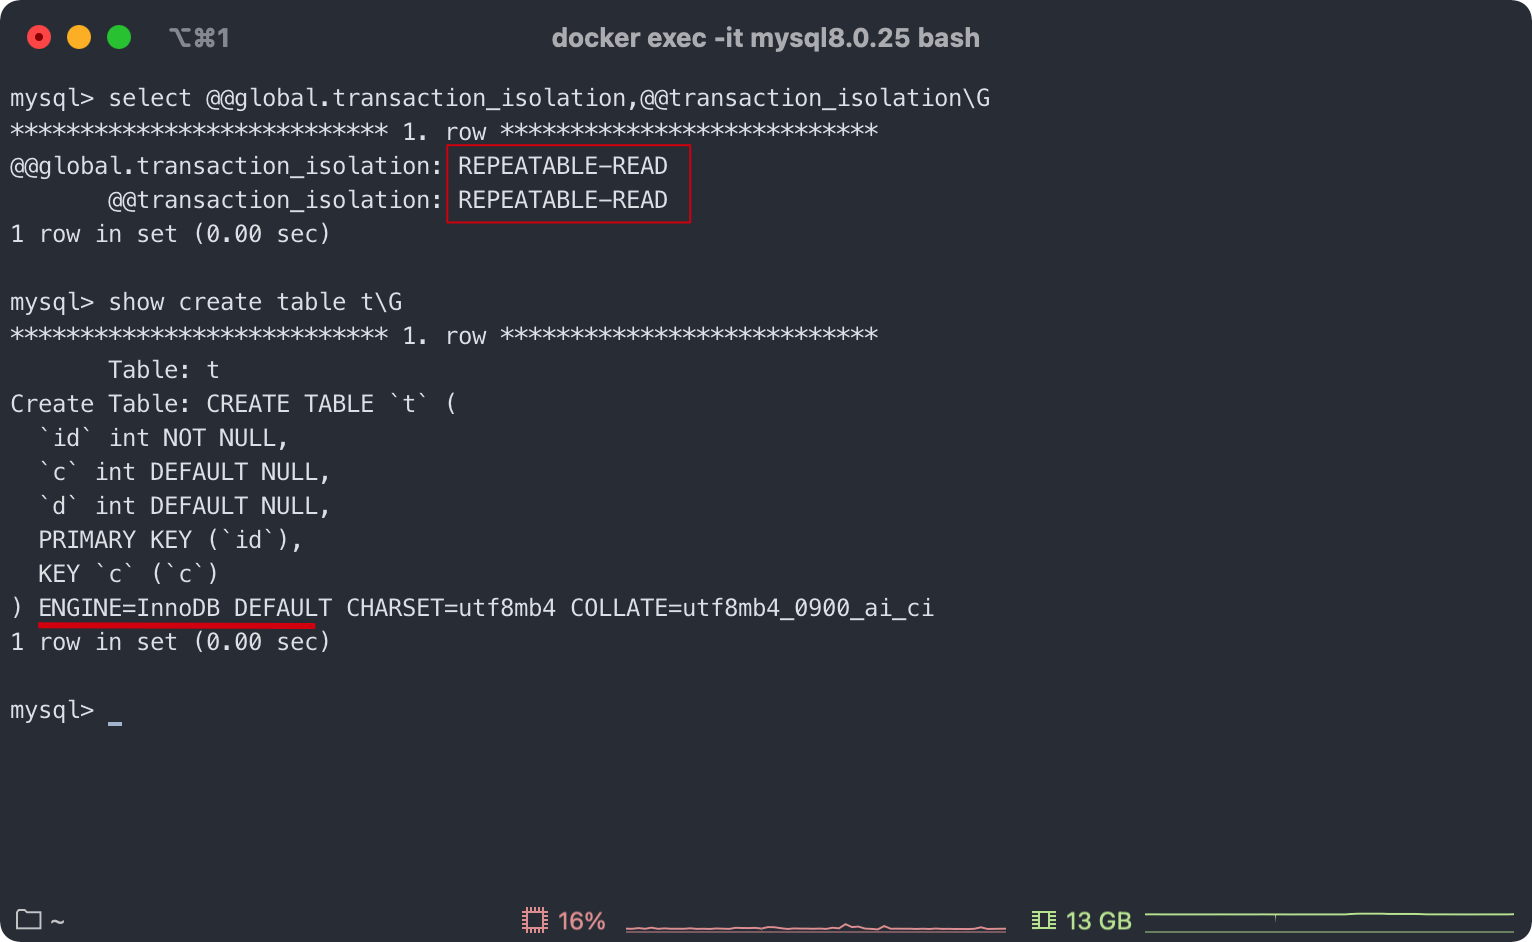 ⌥⌘1
docker exec -it mysql8.0.25 bash
mysql> select @@global.transaction_isolation,@@transaction_isolation\G
*************************** 1. row ***************************
@@global.transaction_isolation: REPEATABLE-READ
       @@transaction_isolation: REPEATABLE-READ
1 row in set (0.00 sec)

mysql> show create table t\G
*************************** 1. row ***************************
       Table: t
Create Table: CREATE TABLE `t` (
  `id` int NOT NULL,
  `c` int DEFAULT NULL,
  `d` int DEFAULT NULL,
  PRIMARY KEY (`id`),
  KEY `c` (`c`)
) ENGINE=InnoDB DEFAULT CHARSET=utf8mb4 COLLATE=utf8mb4_0900_ai_ci
1 row in set (0.00 sec)

mysql> _
~
16%
13 GB